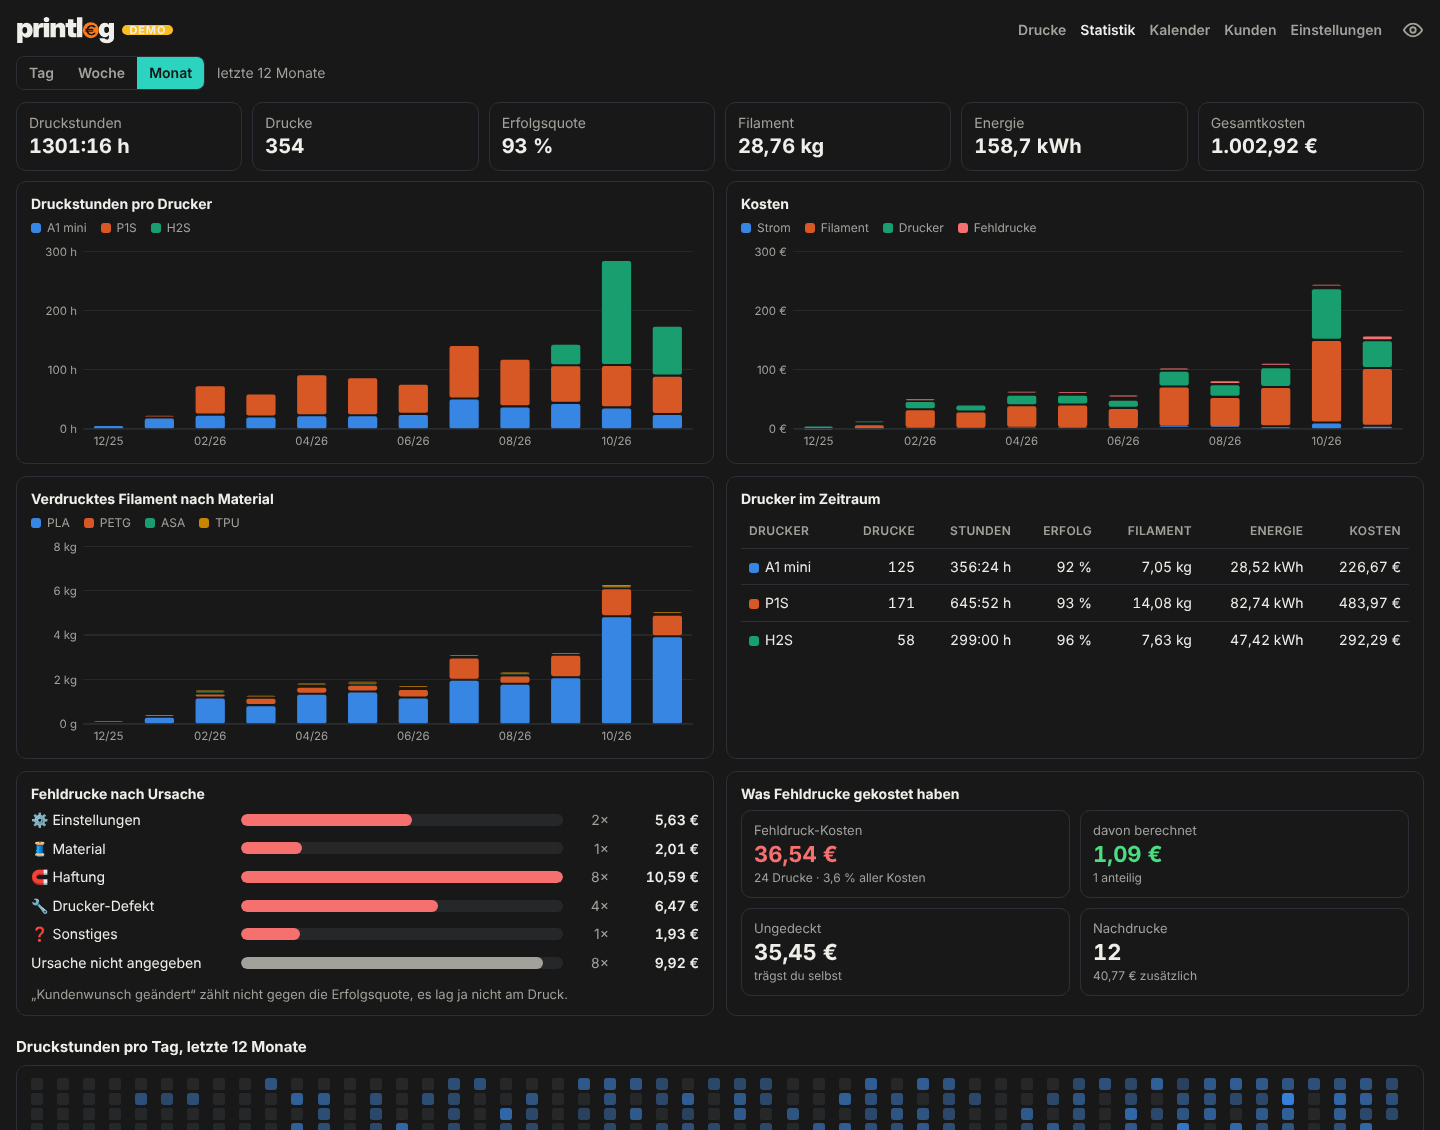 printlog DEMO
Drucke Statistik Kalender Kunden Einstellungen
Tag Woche Monat letzte 12 Monate
Druckstunden
1301:16 h
Drucke
354
Erfolgsquote
93 %
Filament
28,76 kg
Energie
158,7 kWh
Gesamtkosten
1.002,92 €
Druckstunden pro Drucker
A1 mini P1S H2S
300 h
200 h
100 h
0 h
12/25 02/26 04/26 06/26 08/26 10/26
Kosten
Strom Filament Drucker Fehldrucke
300 €
200 €
100 €
0 €
12/25 02/26 04/26 06/26 08/26 10/26
Verdrucktes Filament nach Material
PLA PETG ASA TPU
8 kg
6 kg
4 kg
2 kg
0 g
12/25 02/26 04/26 06/26 08/26 10/26
Drucker im Zeitraum
DRUCKER DRUCKE STUNDEN ERFOLG FILAMENT ENERGIE KOSTEN
A1 mini 125 356:24 h 92 % 7,05 kg 28,52 kWh 226,67 €
P1S 171 645:52 h 93 % 14,08 kg 82,74 kWh 483,97 €
H2S 58 299:00 h 96 % 7,63 kg 47,42 kWh 292,29 €
Fehldrucke nach Ursache
Einstellungen 2× 5,63 €
Material 1× 2,01 €
Haftung 8× 10,59 €
Drucker-Defekt 4× 6,47 €
Sonstiges 1× 1,93 €
Ursache nicht angegeben 8× 9,92 €
„Kundenwunsch geändert“ zählt nicht gegen die Erfolgsquote, es lag ja nicht am Druck.
Was Fehldrucke gekostet haben
Fehldruck-Kosten
36,54 €
24 Drucke · 3,6 % aller Kosten
davon berechnet
1,09 €
1 anteilig
Ungedeckt
35,45 €
trägst du selbst
Nachdrucke
12
40,77 € zusätzlich
Druckstunden pro Tag, letzte 12 Monate